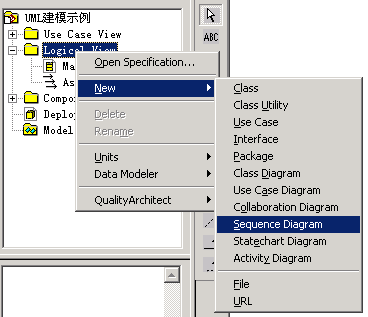 UML建模示例
Use Case View
Logical View
Ma
As
Compo
Deplo
Model
ABC
Open Specification...
New
Delete
Rename
Units
Data Modeler
QualityArchitect
Class
Class Utility
Use Case
Interface
Package
Class Diagram
Use Case Diagram
Collaboration Diagram
Sequence Diagram
Statechart Diagram
Activity Diagram
File
URL